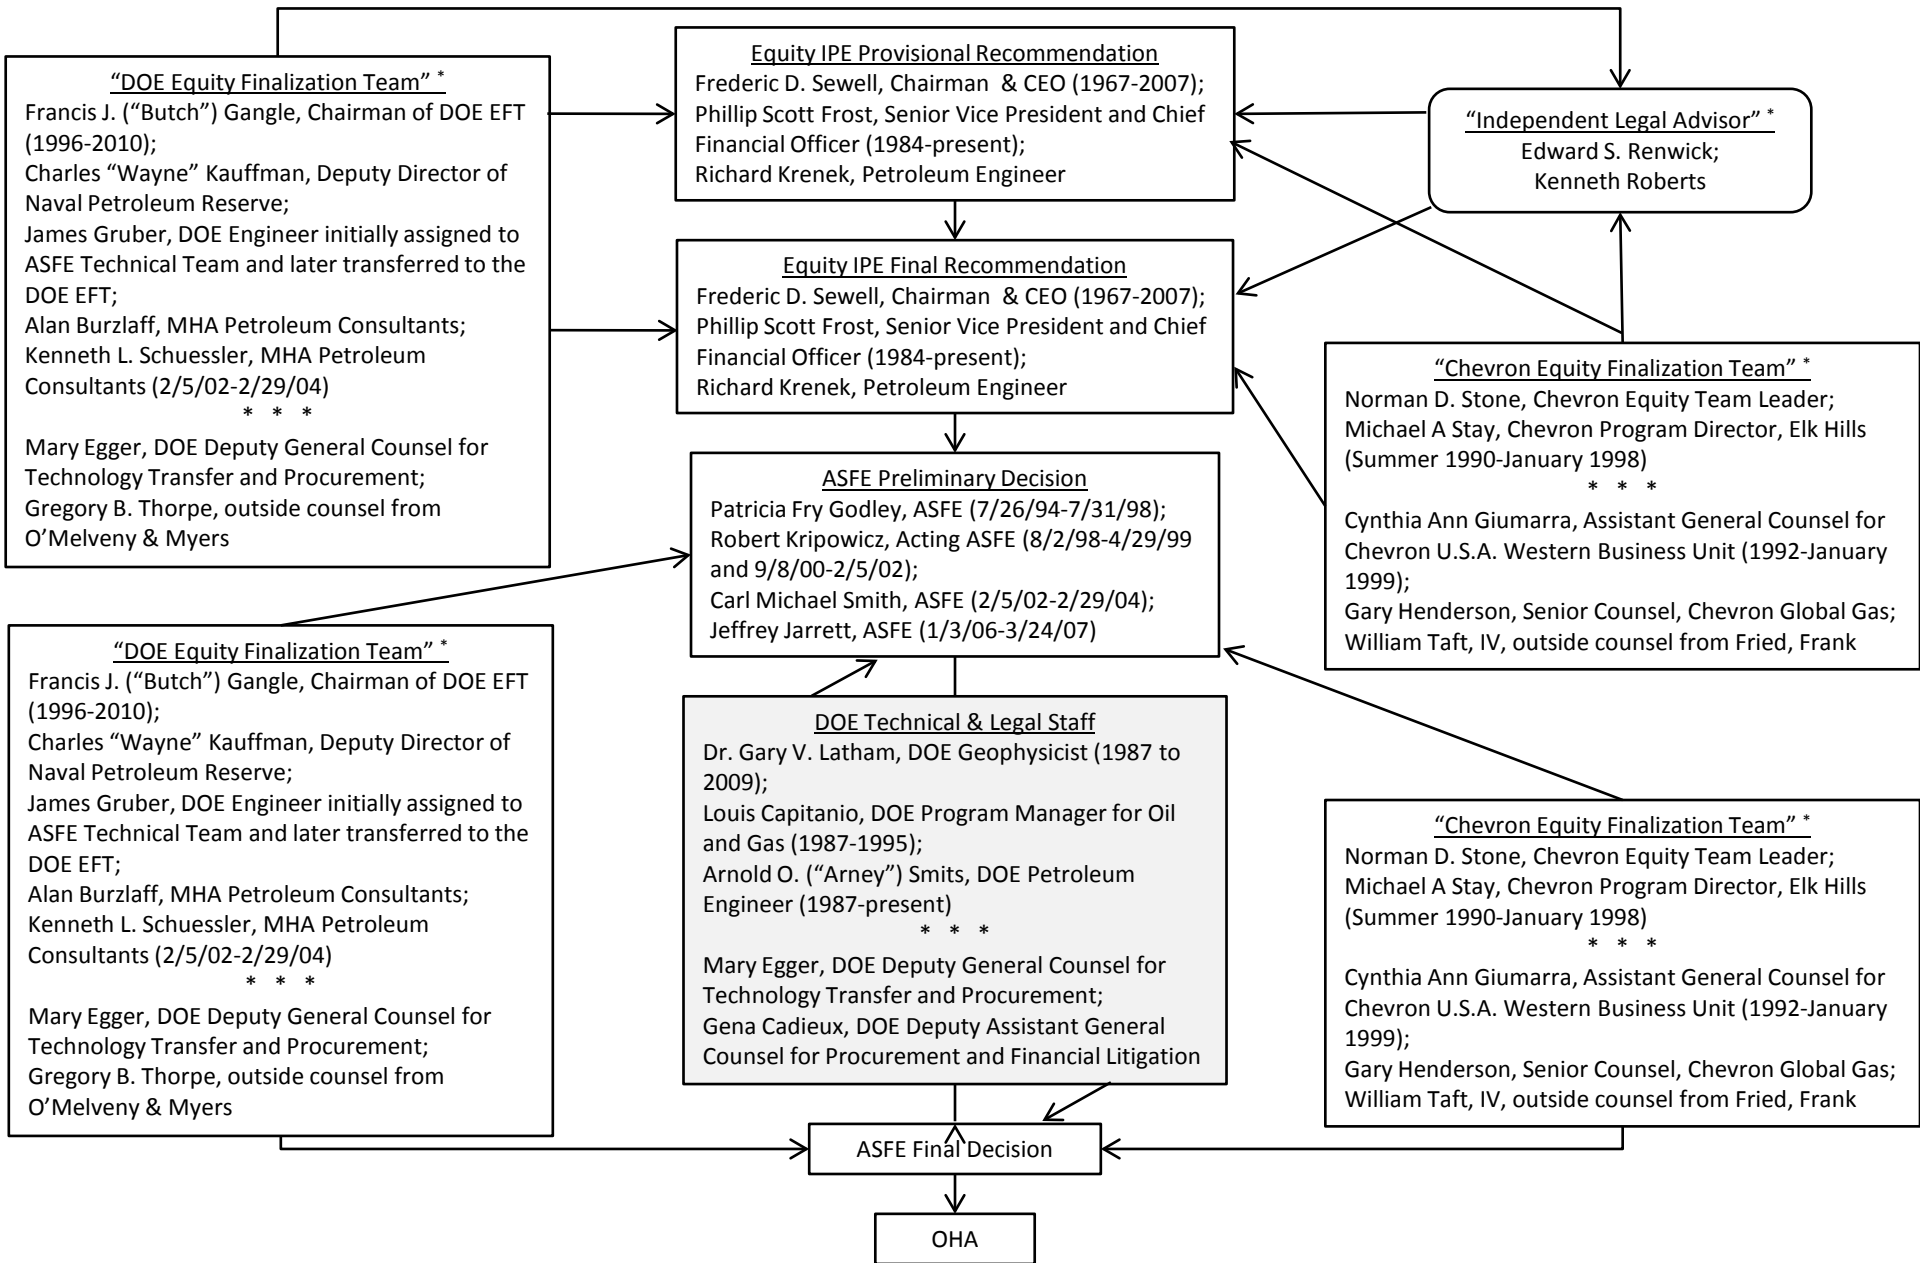 "DOE Equity Finalization Team" *
Francis J. ("Butch") Gangle, Chairman of DOE EFT
(1996-2010);
Charles "Wayne" Kauffman, Deputy Director of
Naval Petroleum Reserve;
James Gruber, DOE Engineer initially assigned to
ASFE Technical Team and later transferred to the
DOE EFT;
Alan Burzlaff, MHA Petroleum Consultants;
Kenneth L. Schuessler, MHA Petroleum
Consultants (2/5/02-2/29/04)
* * *
Mary Egger, DOE Deputy General Counsel for
Technology Transfer and Procurement;
Gregory B. Thorpe, outside counsel from
O'Melveny & Myers
Equity IPE Provisional Recommendation
Frederic D. Sewell, Chairman & CEO (1967-2007);
Phillip Scott Frost, Senior Vice President and Chief
Financial Officer (1984-present);
Richard Krenek, Petroleum Engineer
"Independent Legal Advisor" *
Edward S. Renwick;
Kenneth Roberts
Equity IPE Final Recommendation
Frederic D. Sewell, Chairman & CEO (1967-2007);
Phillip Scott Frost, Senior Vice President and Chief
Financial Officer (1984-present);
Richard Krenek, Petroleum Engineer
"Chevron Equity Finalization Team" *
Norman D. Stone, Chevron Equity Team Leader;
Michael A Stay, Chevron Program Director, Elk Hills
(Summer 1990-January 1998)
* * *
Cynthia Ann Giumarra, Assistant General Counsel for
Chevron U.S.A. Western Business Unit (1992-January
1999);
Gary Henderson, Senior Counsel, Chevron Global Gas;
William Taft, IV, outside counsel from Fried, Frank
ASFE Preliminary Decision
Patricia Fry Godley, ASFE (7/26/94-7/31/98);
Robert Kripowicz, Acting ASFE (8/2/98-4/29/99
and 9/8/00-2/5/02);
Carl Michael Smith, ASFE (2/5/02-2/29/04);
Jeffrey Jarrett, ASFE (1/3/06-3/24/07)
"DOE Equity Finalization Team" *
Francis J. ("Butch") Gangle, Chairman of DOE EFT
(1996-2010);
Charles "Wayne" Kauffman, Deputy Director of
Naval Petroleum Reserve;
James Gruber, DOE Engineer initially assigned to
ASFE Technical Team and later transferred to the
DOE EFT;
Alan Burzlaff, MHA Petroleum Consultants;
Kenneth L. Schuessler, MHA Petroleum
Consultants (2/5/02-2/29/04)
* * *
Mary Egger, DOE Deputy General Counsel for
Technology Transfer and Procurement;
Gregory B. Thorpe, outside counsel from
O'Melveny & Myers
DOE Technical & Legal Staff
Dr. Gary V. Latham, DOE Geophysicist (1987 to
2009);
Louis Capitanio, DOE Program Manager for Oil
and Gas (1987-1995);
Arnold O. ("Arney") Smits, DOE Petroleum
Engineer (1987-present)
* * *
Mary Egger, DOE Deputy General Counsel for
Technology Transfer and Procurement;
Gena Cadieux, DOE Deputy Assistant General
Counsel for Procurement and Financial Litigation
"Chevron Equity Finalization Team" *
Norman D. Stone, Chevron Equity Team Leader;
Michael A Stay, Chevron Program Director, Elk Hills
(Summer 1990-January 1998)
* * *
Cynthia Ann Giumarra, Assistant General Counsel for
Chevron U.S.A. Western Business Unit (1992-January
1999);
Gary Henderson, Senior Counsel, Chevron Global Gas;
William Taft, IV, outside counsel from Fried, Frank
ASFE Final Decision
OHA